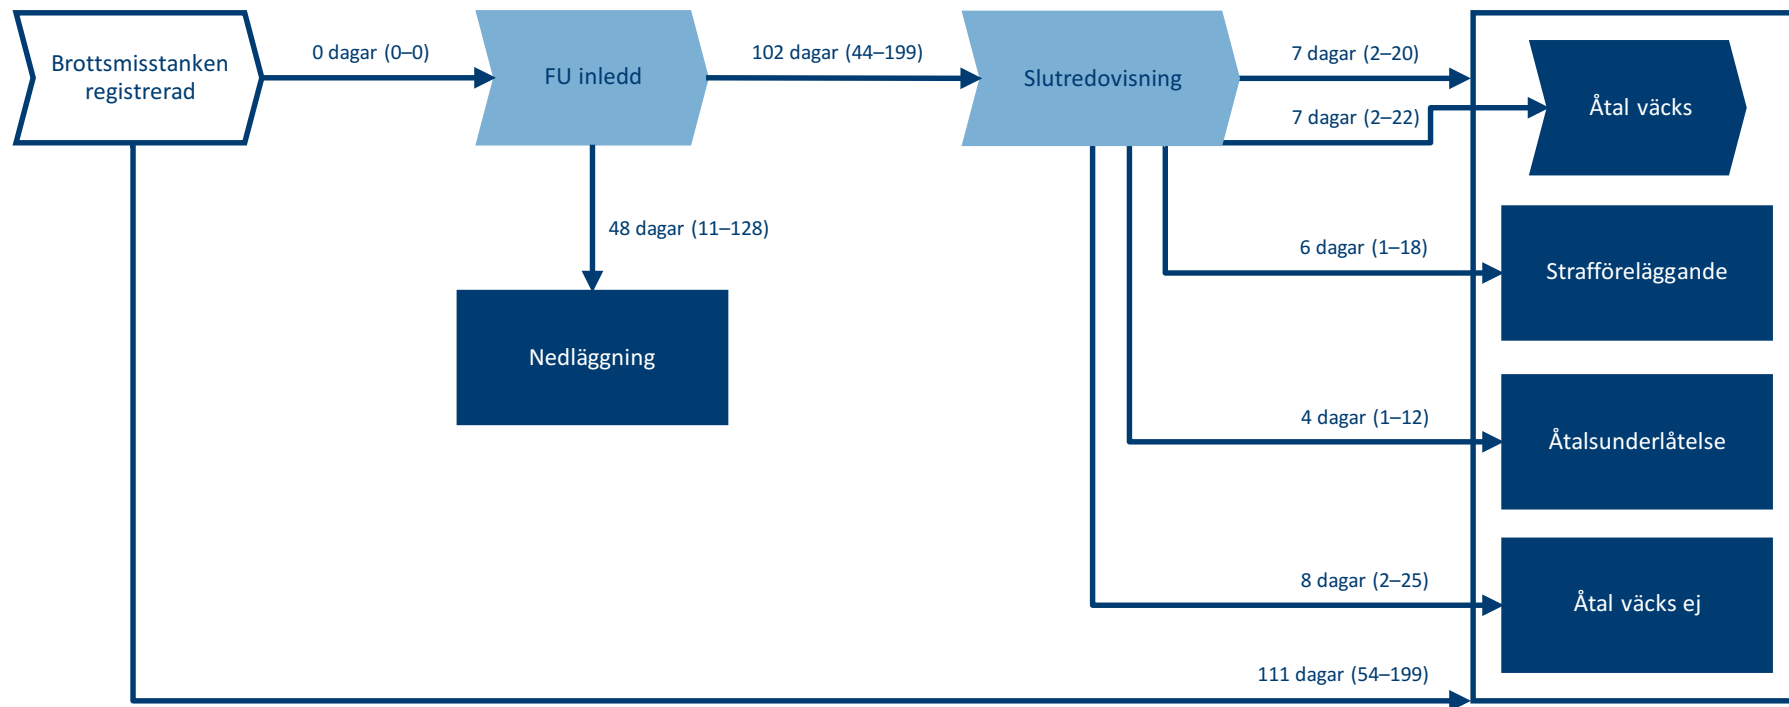 Brottsmisstanken
registrerad
0 dagar (0–0)
FU inledd
102 dagar (44–199)
Slutredovisning
7 dagar (2–20)
7 dagar (2–22)
Åtal väcks
48 dagar (11–128)
Nedläggning
6 dagar (1–18)
Strafföreläggande
4 dagar (1–12)
Åtalsunderlåtelse
8 dagar (2–25)
Åtal väcks ej
111 dagar (54–199)